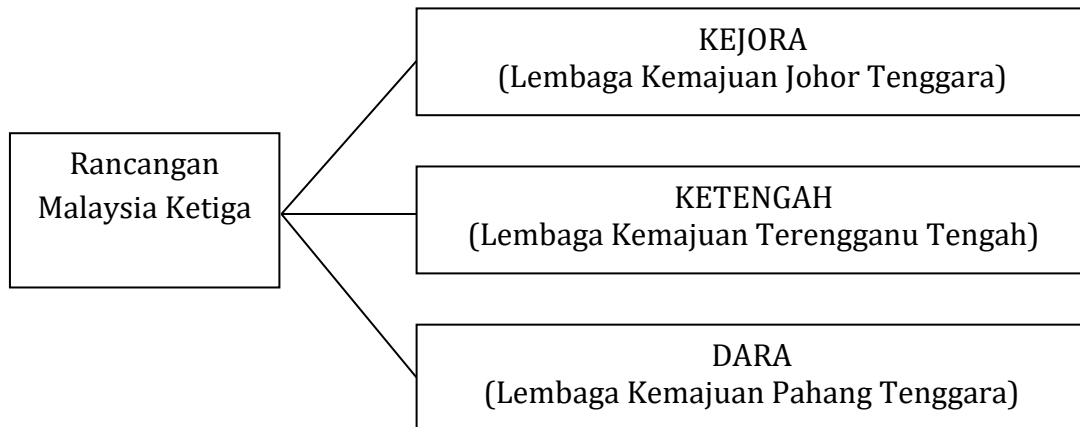 Rancangan
Malaysia Ketiga
KEJORA
(Lembaga Kemajuan Johor Tenggara)
KETENGAH
(Lembaga Kemajuan Terengganu Tengah)
DARA
(Lembaga Kemajuan Pahang Tenggara)